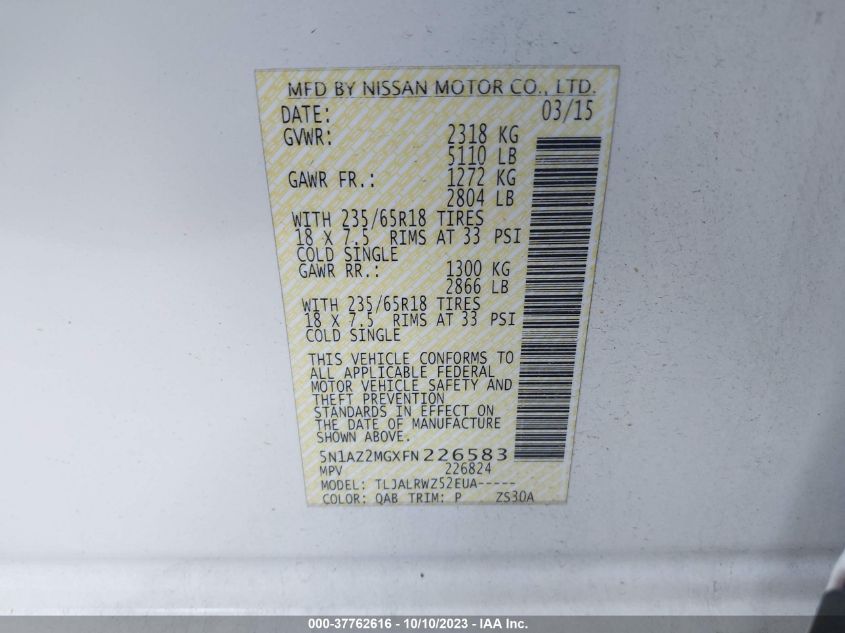 MFD BY NISSAN MOTOR CO., LTD.
DATE: 03/15
GVWR: 2318 KG
5110 LB
GAWR FR.: 1272 KG
2804 LB
WITH 235/65R18 TIRES
18 X 7.5 RIMS AT 33 PSI
COLD SINGLE
GAWR RR.: 1300 KG
2866 LB
WITH 235/65R18 TIRES
18 X 7.5 RIMS AT 33 PSI
COLD SINGLE
THIS VEHICLE CONFORMS TO
ALL APPLICABLE FEDERAL
MOTOR VEHICLE SAFETY AND
THEFT PREVENTION
STANDARDS IN EFFECT ON
THE DATE OF MANUFACTURE
SHOWN ABOVE.
5N1AZ2MGXFN226583
MPV 226824
MODEL: TLJALRWZ52EUA-----
COLOR: QAB TRIM: P ZS30A
000-37762616 - 10/10/2023 - IAA Inc.